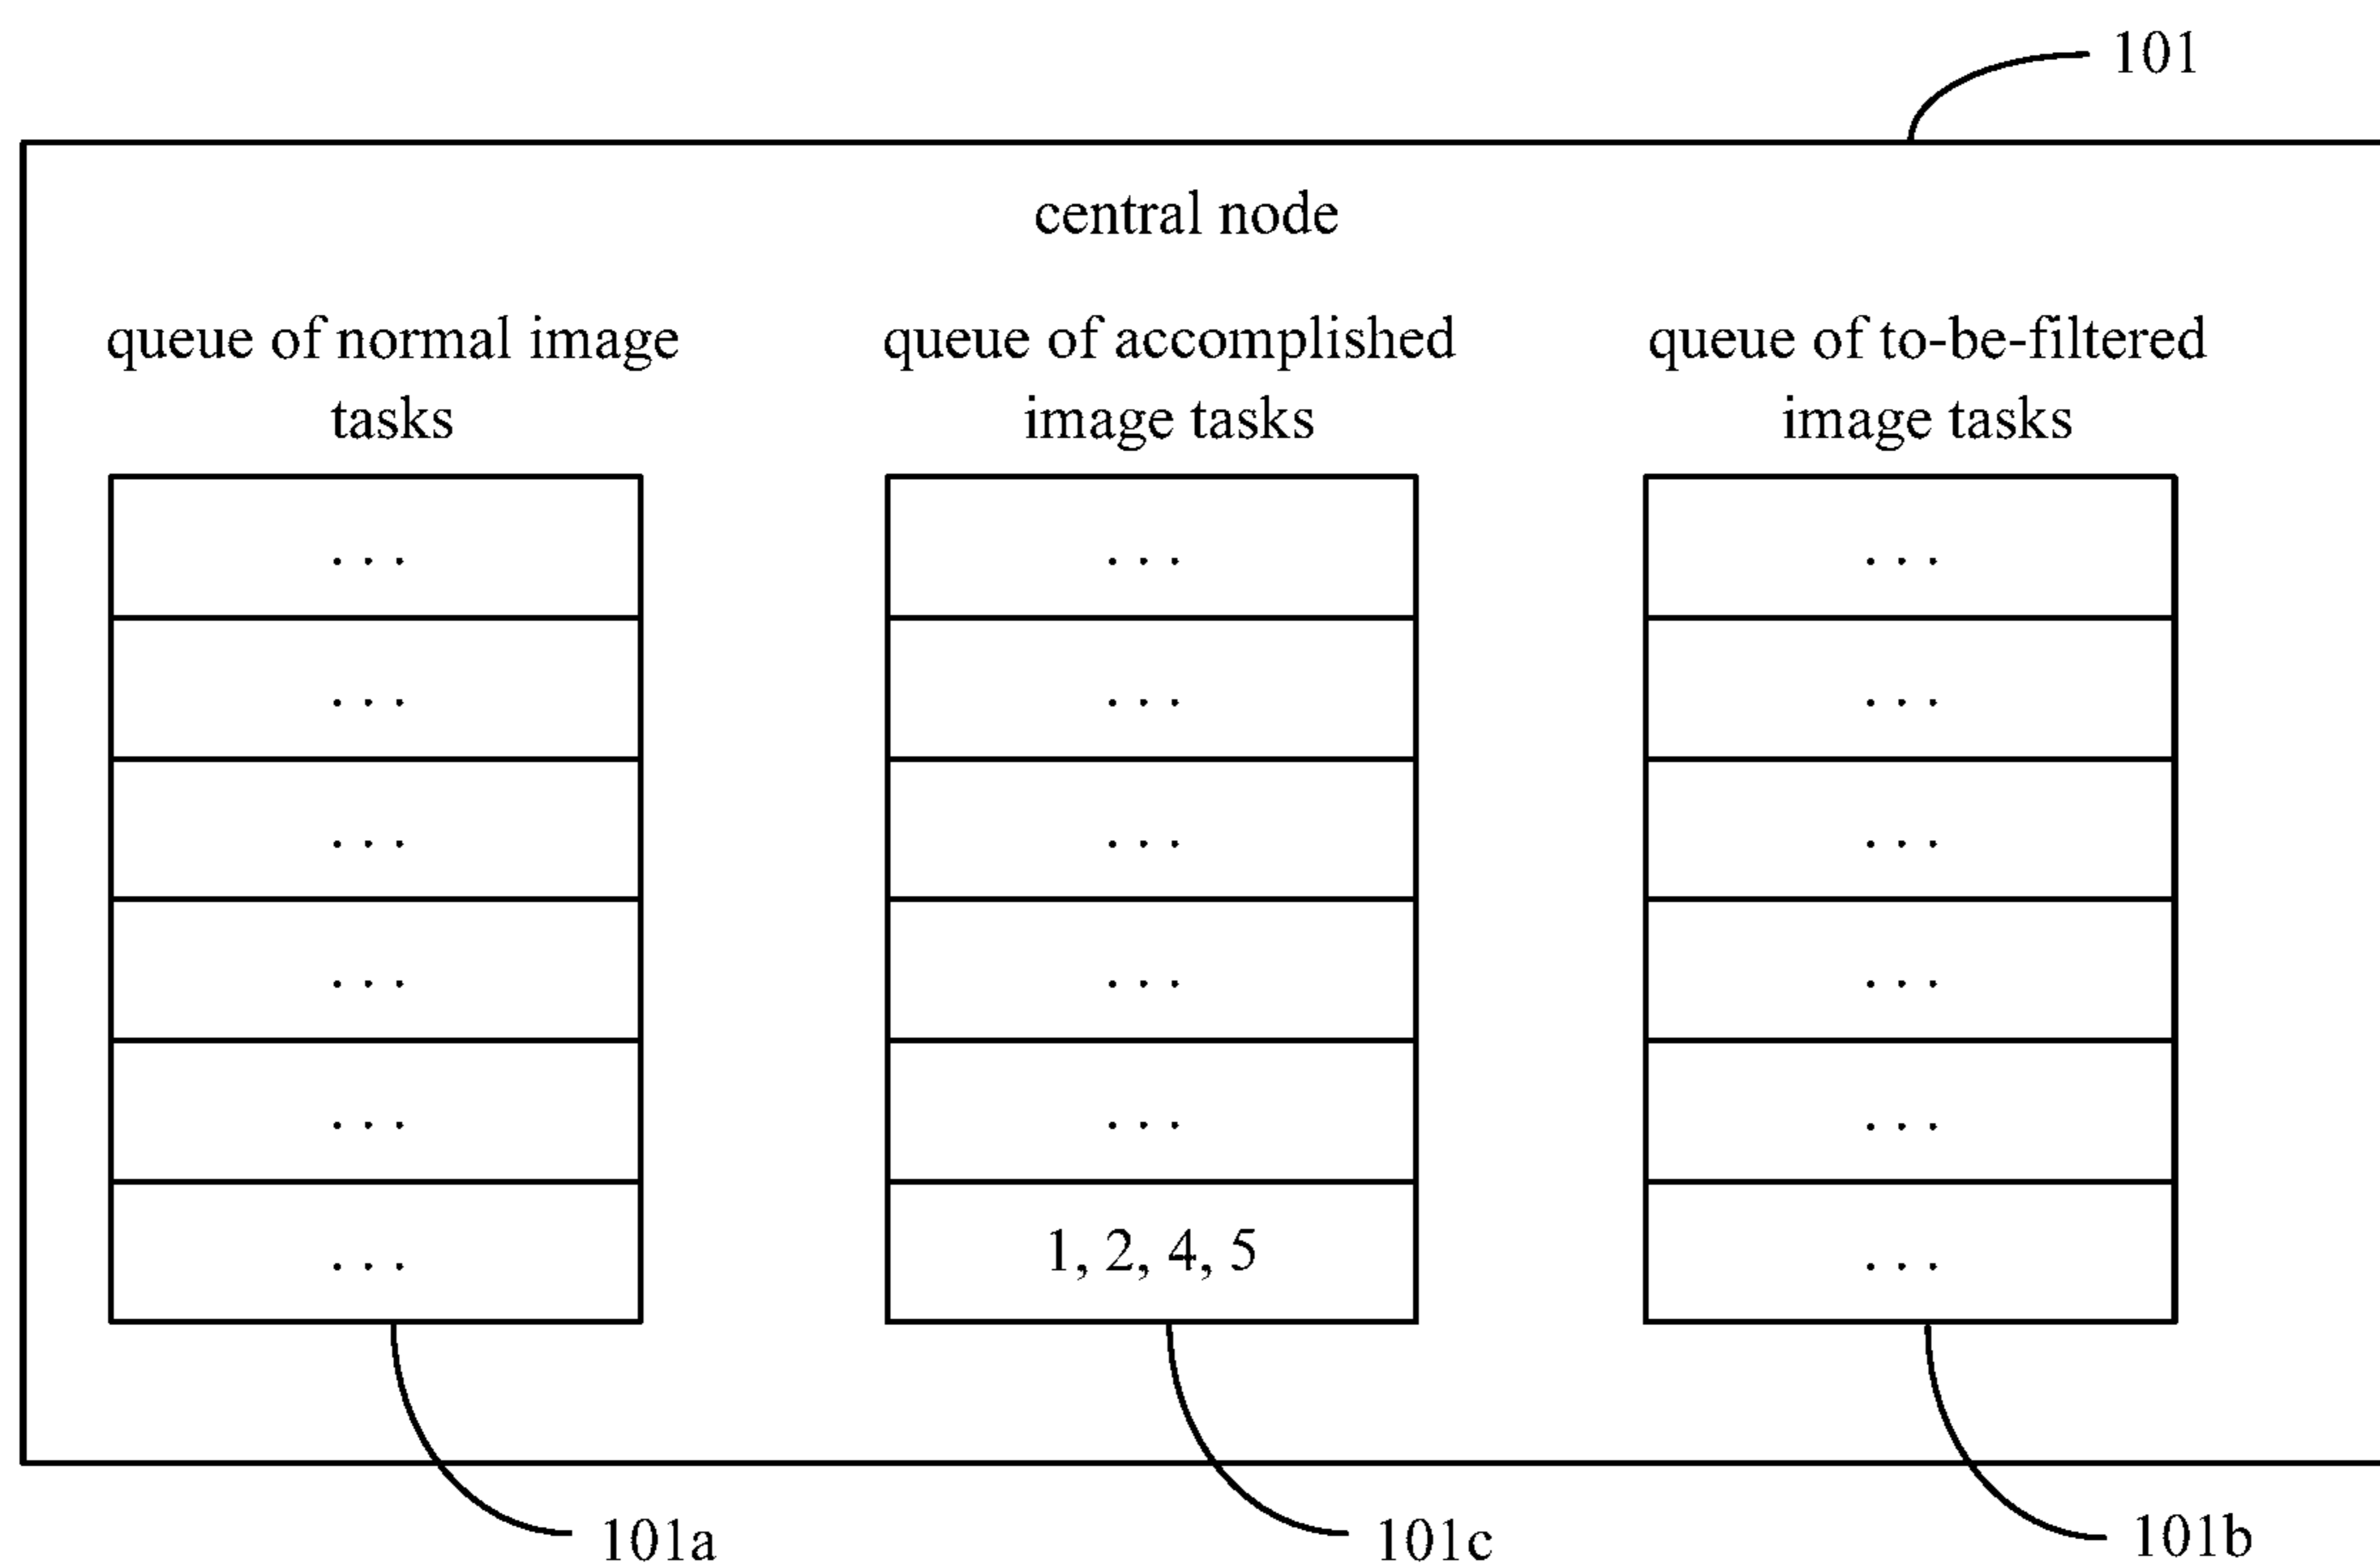 101
central node
queue of normal image
tasks
queue of accomplished
image tasks
queue of to-be-filtered
image tasks
... ... ...
... ... ...
... ... ...
... ... ...
... ... ...
... 1, 2, 4, 5 ...
101a 101c 101b